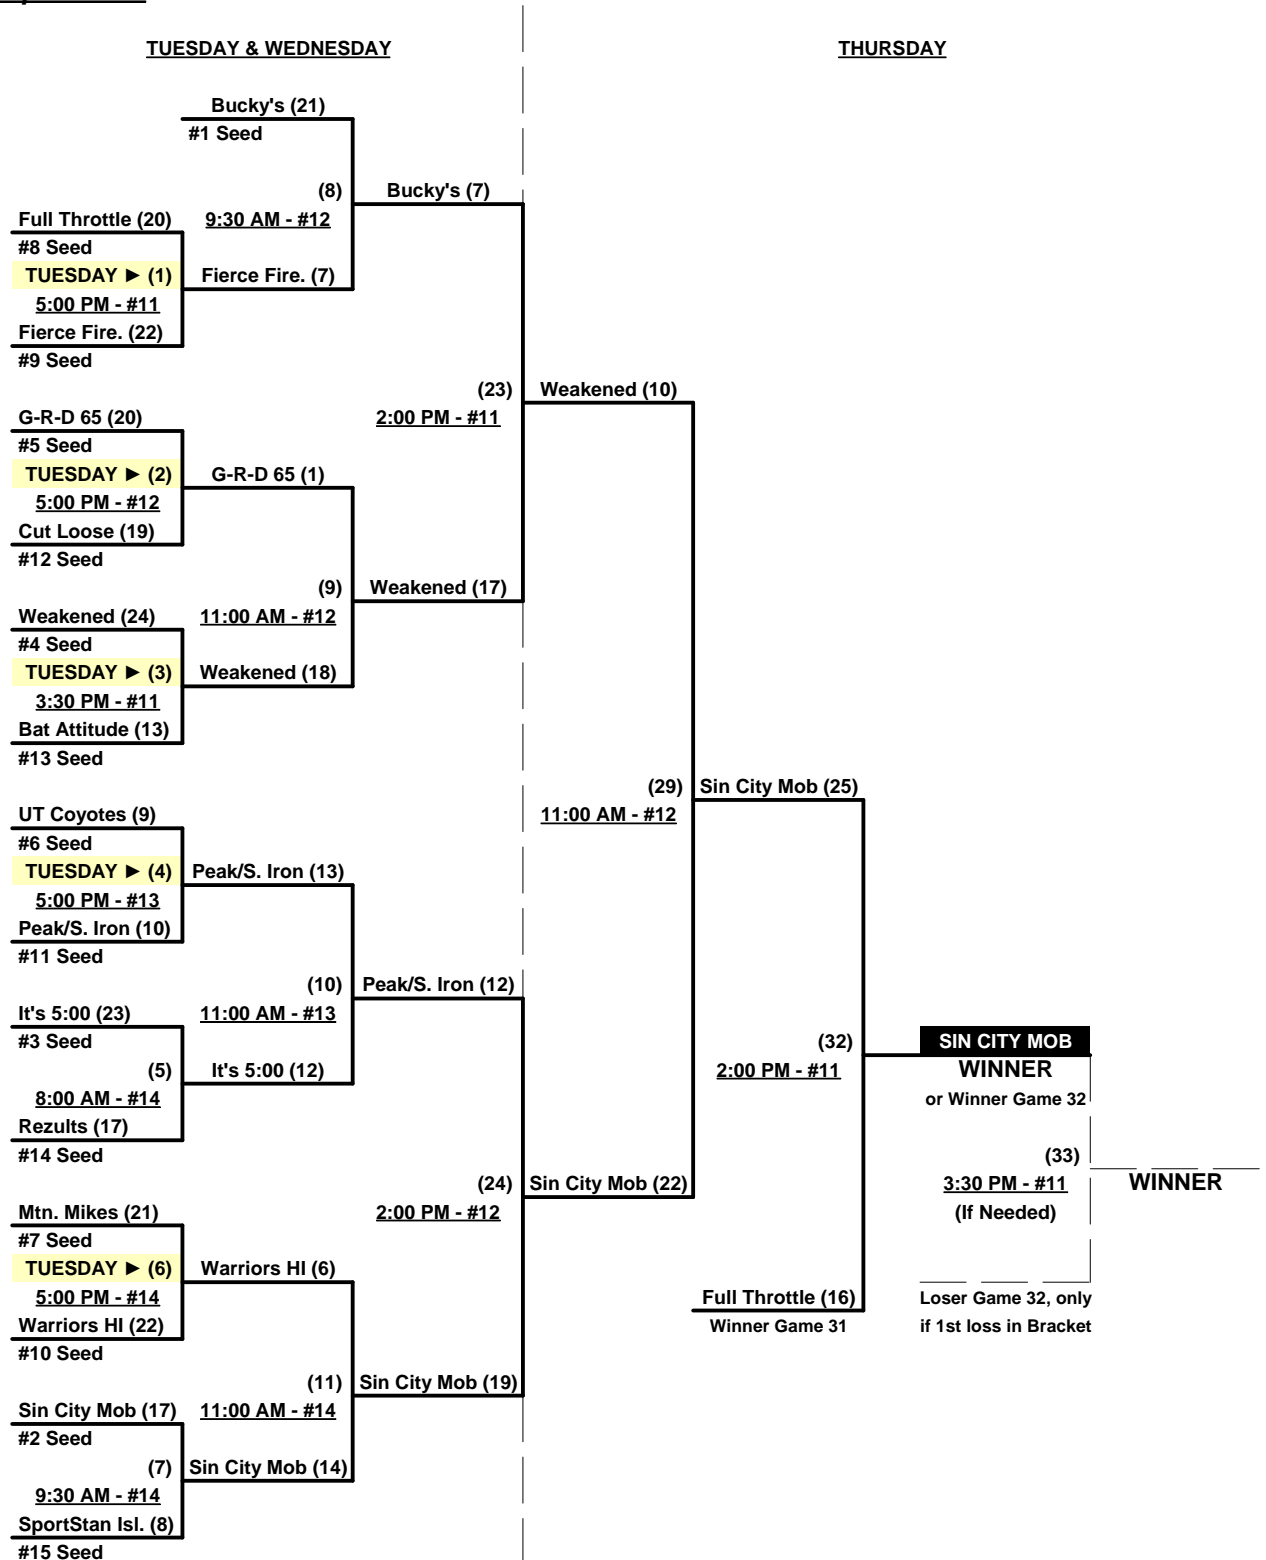 TUESDAY & WEDNESDAY
THURSDAY
Bucky's (21)
#1 Seed
(8)
Bucky's (7)
Full Throttle (20)
9:30 AM - #12
#8 Seed
TUESDAY ► (1)
Fierce Fire. (7)
5:00 PM - #11
Fierce Fire. (22)
#9 Seed
(23)
Weakened (10)
G-R-D 65 (20)
2:00 PM - #11
#5 Seed
TUESDAY ► (2)
G-R-D 65 (1)
5:00 PM - #12
Cut Loose (19)
#12 Seed
(9)
Weakened (17)
Weakened (24)
11:00 AM - #12
#4 Seed
TUESDAY ► (3)
Weakened (18)
3:30 PM - #11
Bat Attitude (13)
#13 Seed
(29)
Sin City Mob (25)
UT Coyotes (9)
11:00 AM - #12
#6 Seed
TUESDAY ► (4)
Peak/S. Iron (13)
5:00 PM - #13
Peak/S. Iron (10)
#11 Seed
(10)
Peak/S. Iron (12)
It's 5:00 (23)
11:00 AM - #13
#3 Seed
(32)
SIN CITY MOB
(5)
It's 5:00 (12)
2:00 PM - #11
WINNER
8:00 AM - #14
or Winner Game 32
Rezults (17)
#14 Seed
(33)
(24)
Sin City Mob (22)
3:30 PM - #11
WINNER
Mtn. Mikes (21)
2:00 PM - #12
(If Needed)
#7 Seed
TUESDAY ► (6)
Warriors HI (6)
5:00 PM - #14
Full Throttle (16)
Loser Game 32, only
Warriors HI (22)
Winner Game 31
if 1st loss in Bracket
#10 Seed
(11)
Sin City Mob (19)
Sin City Mob (17)
11:00 AM - #14
#2 Seed
(7)
Sin City Mob (14)
9:30 AM - #14
SportStan Isl. (8)
#15 Seed